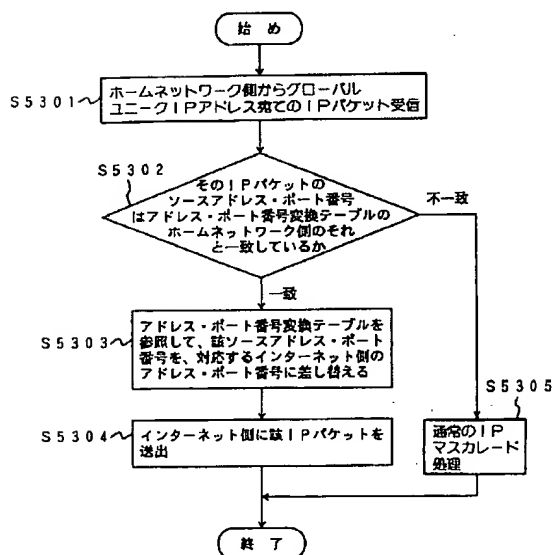 始 め
S5301
ホームネットワーク側からグローバル
ユニークIPアドレス宛てのIPパケット受信
S5302
そのIPパケットの
ソースアドレス・ポート番号
はアドレス・ポート番号変換テーブルの
ホームネットワーク側のそれ
と一致しているか
不一致
一致
S5303
アドレス・ポート番号変換テーブルを
参照して、該ソースアドレス・ポート
番号を、対応するインターネット側の
アドレス・ポート番号に差し替える
S5305
通常のIP
マスカレード
処理
S5304
インターネット側に該IPパケットを
送出
終 了